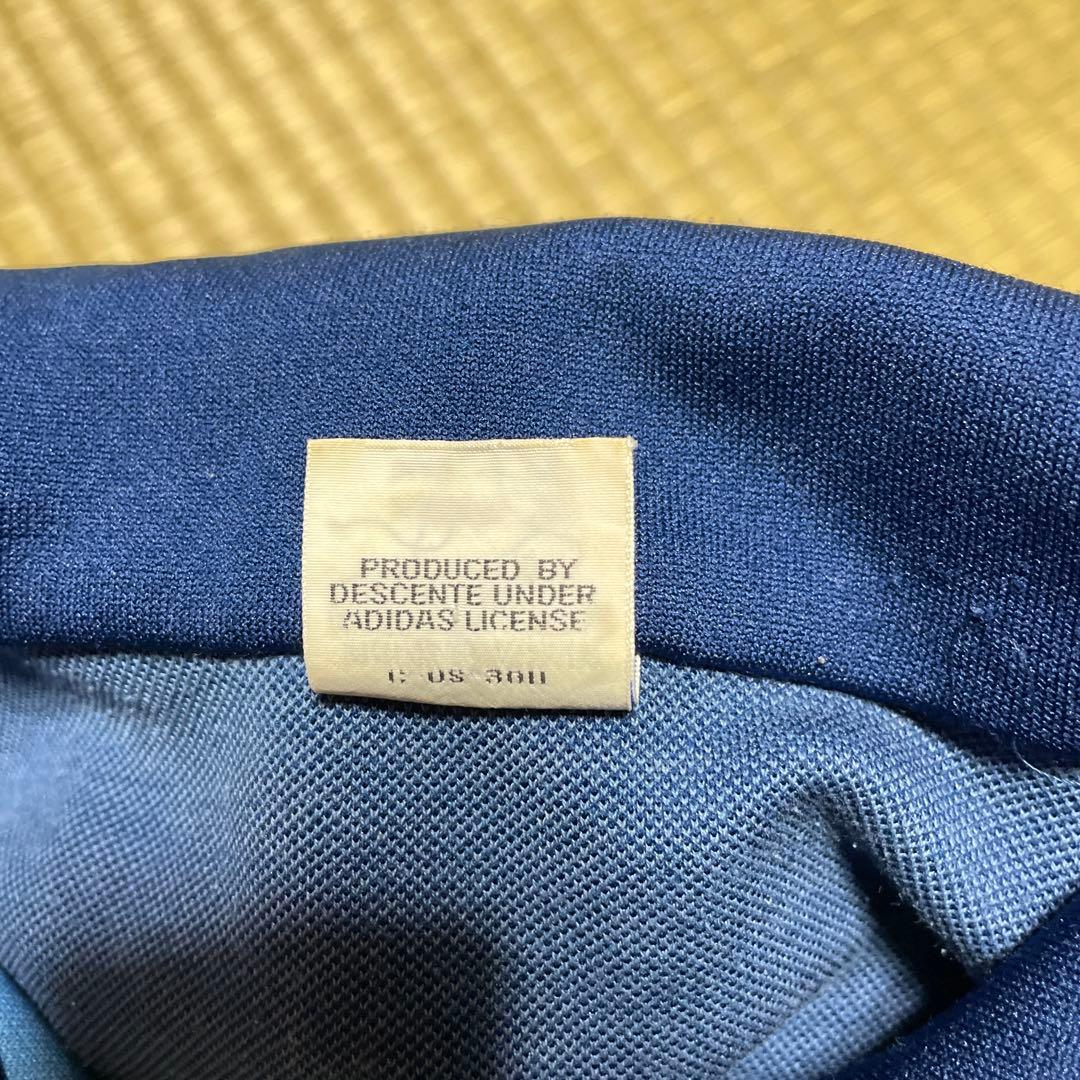 PRODUCED BY
DESCENTE UNDER
ADIDAS LICENSE